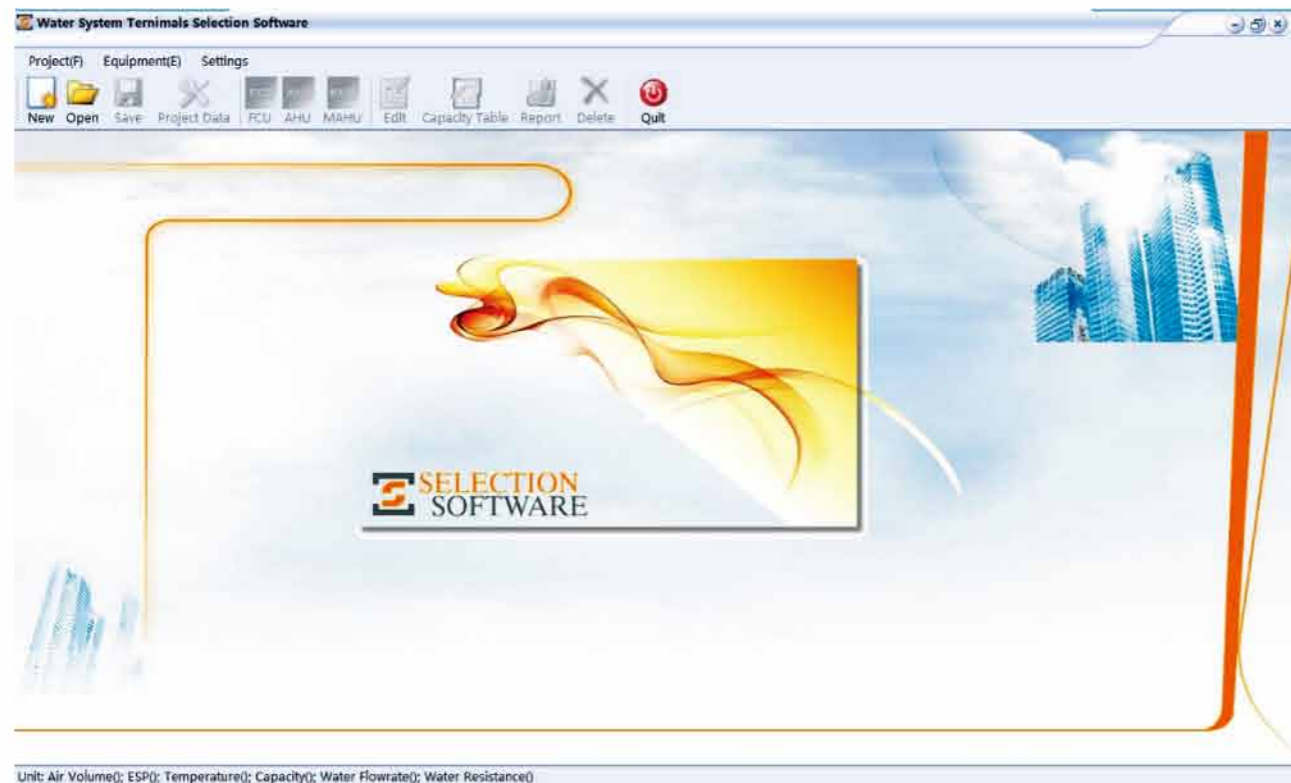 Water System Ternimals Selection Software
Project(F) Equipment(E) Settings
New Open Save Project Data FCU AHU MAHU Edit Capacity Table Report Delete Quit
SELECTION
SOFTWARE
Unit: Air Volume(); ESP(); Temperature(); Capacity(); Water Flowrate(); Water Resistance()